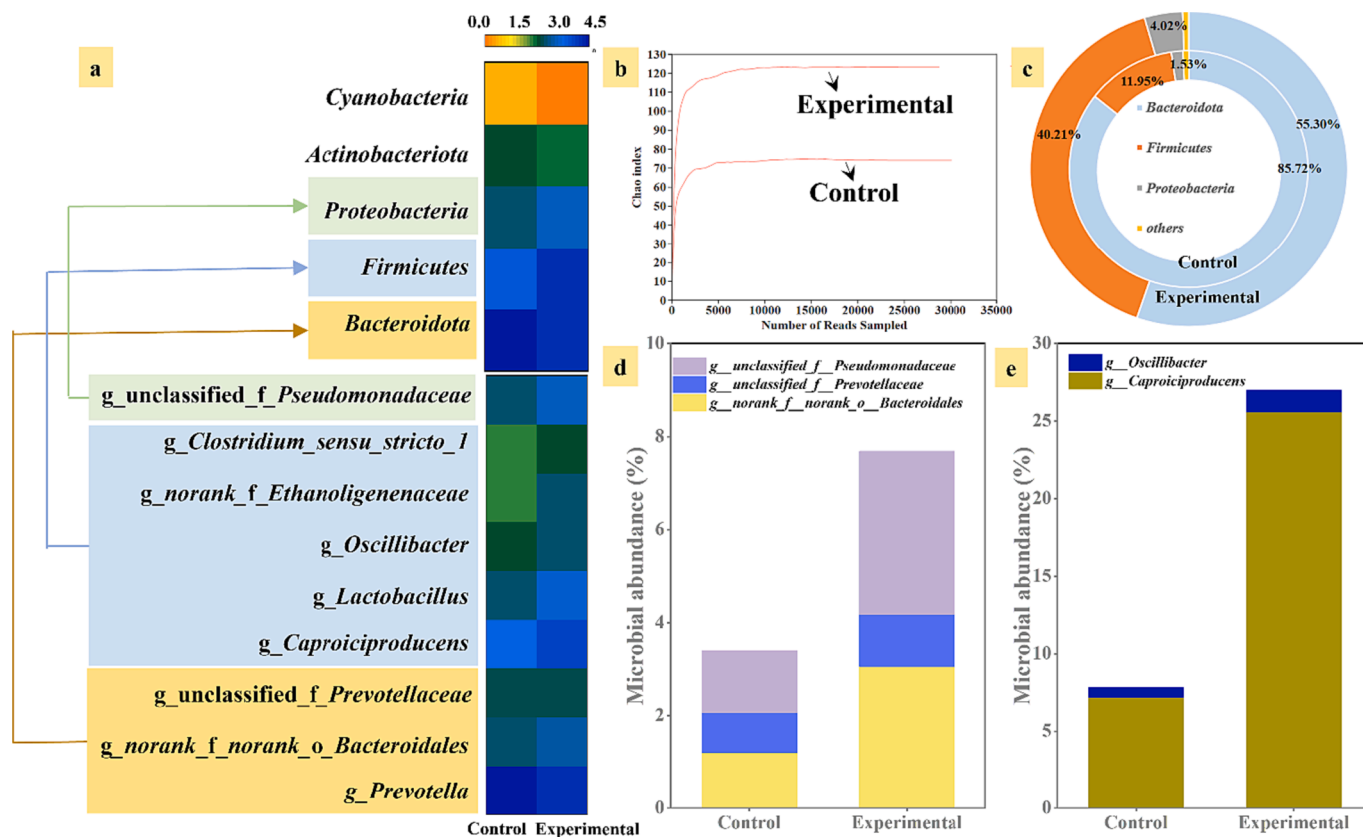 a
0.0 1.5 3.0 4.5
Cyanobacteria
Actinobacteriota
Proteobacteria
Firmicutes
Bacteroidota
g_unclassified_f_Pseudomonadaceae
g_Clostridium_sensu_stricto_1
g_norank_f_Ethanoligenenaceae
g_Oscillibacter
g_Lactobacillus
g_Caproiciproducens
g_unclassified_f_Prevotellaceae
g_norank_f_norank_o_Bacteroidales
g_Prevotella
Control Experimental
b
Chao index
130
120
110
100
90
80
70
60
50
40
30
20
10
0
Experimental
Control
0 5000 10000 15000 20000 25000 30000 35000
Number of Reads Sampled
c
4.02%
1.53%
11.95%
40.21%
55.30%
85.72%
Bacteroidota
Firmicutes
Proteobacteria
others
Control
Experimental
d
Microbial abundance (%)
10
8
6
4
2
0
g__unclassified_f__Pseudomonadaceae
g__unclassified_f__Prevotellaceae
g__norank_f__norank_o__Bacteroidales
Control Experimental
e
Microbial abundance (%)
30
25
20
15
10
5
0
g__Oscillibacter
g__Caproiciproducens
Control Experimental